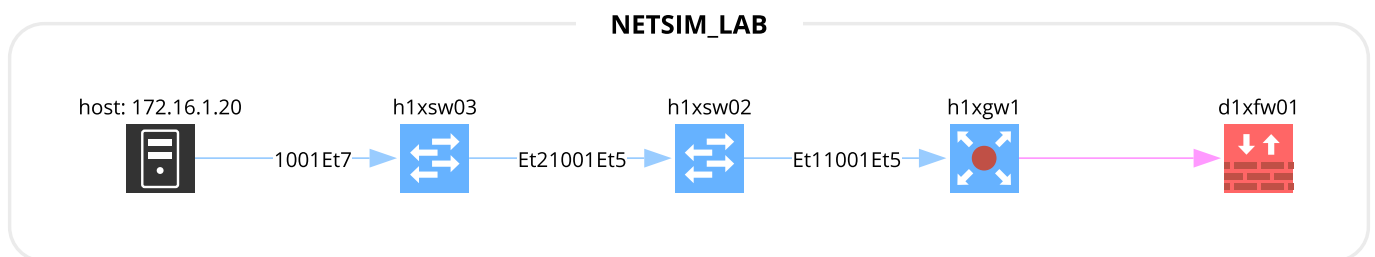 NETSIM_LAB
host: 172.16.1.20
h1xsw03
h1xsw02
h1xgw1
d1xfw01
1001Et7
Et21001Et5
Et11001Et5